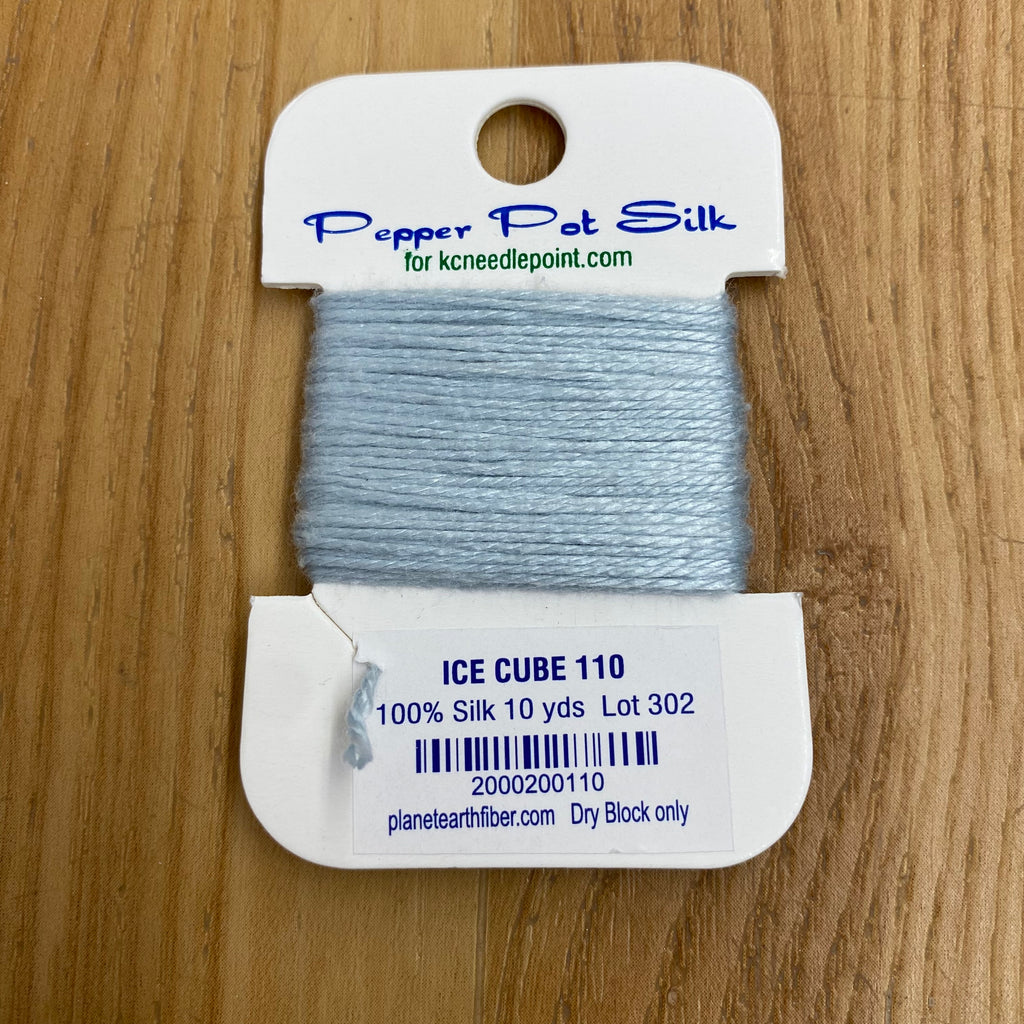 Pepper Pot Silk
for kcneedlepoint.com
ICE CUBE 110
100% Silk 10 yds Lot 302
2000200110
planetearthfiber.com Dry Block only